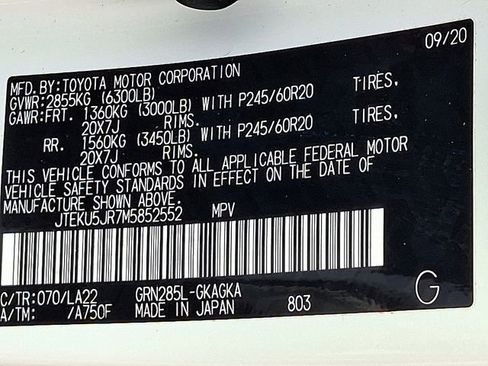 09/20
MFD.BY:TOYOTA MOTOR CORPORATION
GVWR:2855KG (6300LB)
GAWR:FRT. 1360KG (3000LB) WITH P245/60R20 TIRES,
20X7J RIMS.
RR. 1560KG (3450LB) WITH P245/60R20 TIRES,
20X7J RIMS.
THIS VEHICLE CONFORMS TO ALL APPLICABLE FEDERAL MOTOR
VEHICLE SAFETY STANDARDS IN EFFECT ON THE DATE OF
MANUFACTURE SHOWN ABOVE.
JTEKU5JR7M5852552 MPV
C/TR:070/LA22 GRN285L-GKAGKA
A/TM: /A750F MADE IN JAPAN 803
G